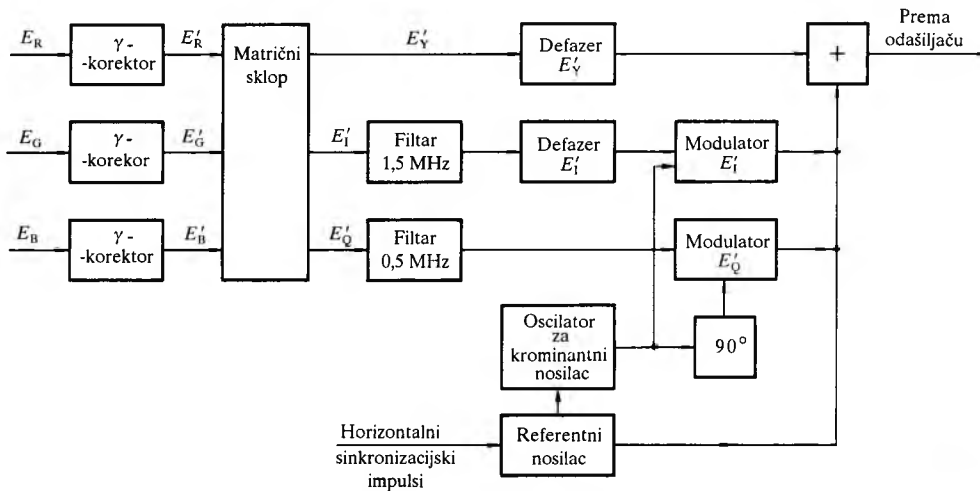 E_R
γ-
-korektor
E'_R
Matrični
sklop
E'_Y
Defazer
E'_Y
+
Prema
odašiljaču
E_G
γ-
-korekor
E'_G
E'_I
Filtar
1,5 MHz
Defazer
E'_I
Modulator
E'_I
E_B
γ-
-korektor
E'_B
E'_Q
Filtar
0,5 MHz
Modulator
E'_Q
Oscilator
za
krominantni
nosilac
90°
Horizontalni
sinkronizacijski
impulsi
Referentni
nosilac